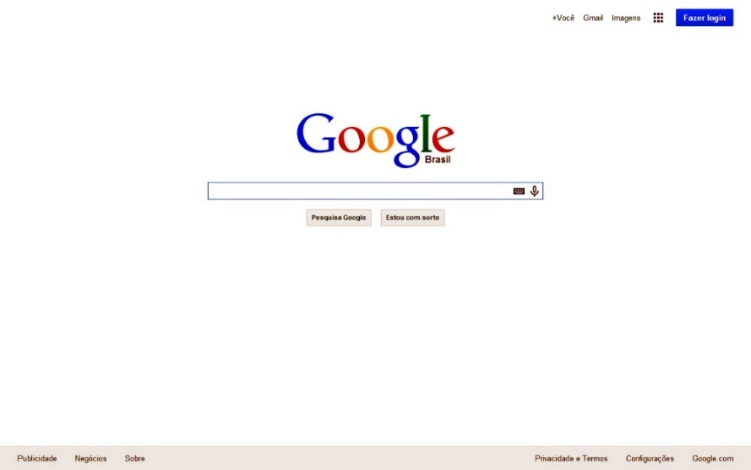 +Você Gmail Imagens Fazer login
Google
Brasil
Pesquisa Google Estou com sorte
Publicidade Negócios Sobre Privacidade e Termos Configurações Google.com